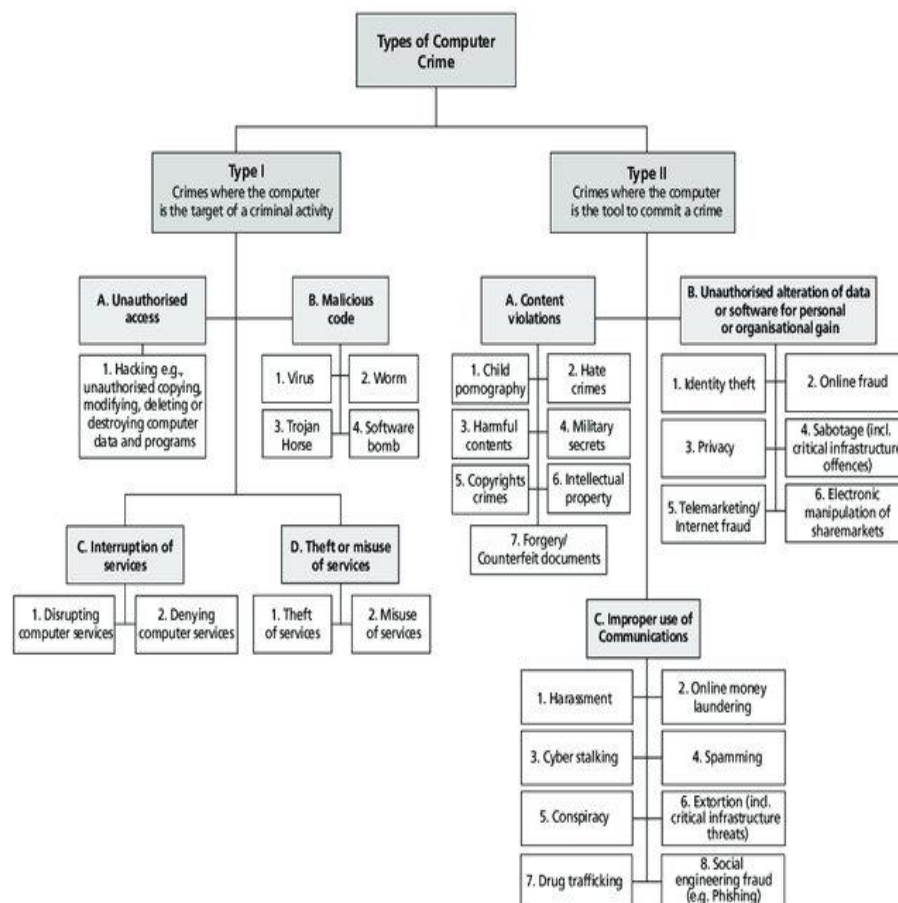 Types of Computer
Crime
Type I
Crimes where the computer
is the target of a criminal activity
Type II
Crimes where the computer
is the tool to commit a crime
A. Unauthorised
access
1. Hacking e.g.,
unauthorised copying,
modifying, deleting or
destroying computer
data and programs
B. Malicious
code
1. Virus
2. Worm
3. Trojan
Horse
4. Software
bomb
C. Interruption of
services
1. Disrupting
computer services
2. Denying
computer services
D. Theft or misuse
of services
1. Theft
of services
2. Misuse
of services
A. Content
violations
1. Child
pornography
2. Hate
crimes
3. Harmful
contents
4. Military
secrets
5. Copyrights
crimes
6. Intellectual
property
7. Forgery/
Counterfeit documents
B. Unauthorised alteration of data
or software for personal
or organisational gain
1. Identity theft
2. Online fraud
3. Privacy
4. Sabotage (incl.
critical infrastructure
offences)
5. Telemarketing/
Internet fraud
6. Electronic
manipulation of
sharemarkets
C. Improper use of
Communications
1. Harassment
2. Online money
laundering
3. Cyber stalking
4. Spamming
5. Conspiracy
6. Extortion (incl.
critical infrastructure
threats)
7. Drug trafficking
8. Social
engineering fraud
(e.g. Phishing)